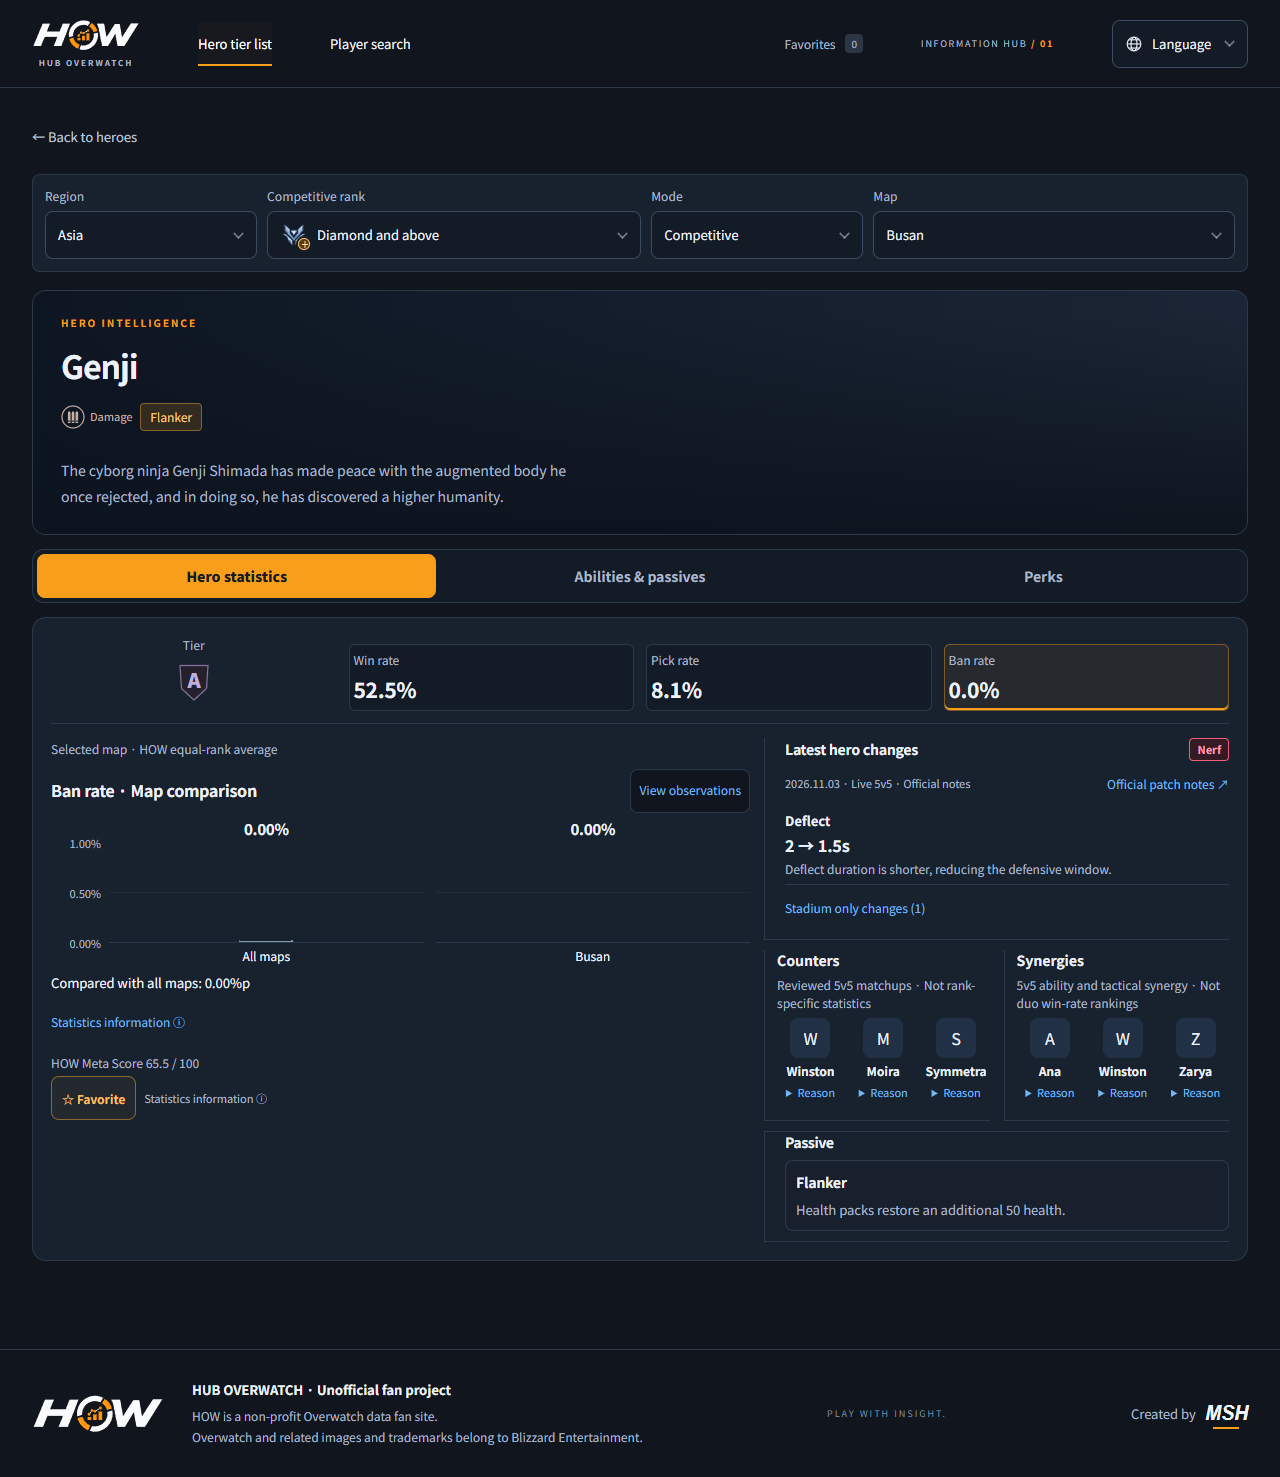 HOW
HUB OVERWATCH
Hero tier list
Player search
Favorites 0
INFORMATION HUB / 01
Language
← Back to heroes
Region
Competitive rank
Mode
Map
Asia
Diamond and above
Competitive
Busan
HERO INTELLIGENCE
Genji
Damage
Flanker
The cyborg ninja Genji Shimada has made peace with the augmented body he
once rejected, and in doing so, he has discovered a higher humanity.
Hero statistics
Abilities & passives
Perks
Tier
A
Win rate
52.5%
Pick rate
8.1%
Ban rate
0.0%
Selected map · HOW equal-rank average
Ban rate · Map comparison
View observations
0.00%
0.00%
1.00%
0.50%
0.00%
All maps
Busan
Compared with all maps: 0.00%p
Statistics information ⓘ
HOW Meta Score 65.5 / 100
☆ Favorite
Statistics information ⓘ
Latest hero changes
Nerf
2026.11.03 · Live 5v5 · Official notes
Official patch notes ↗
Deflect
2 → 1.5s
Deflect duration is shorter, reducing the defensive window.
Stadium only changes (1)
Counters
Reviewed 5v5 matchups · Not rank-
specific statistics
W
M
S
Winston
Moira
Symmetra
▶ Reason
▶ Reason
▶ Reason
Synergies
5v5 ability and tactical synergy · Not
duo win-rate rankings
A
W
Z
Ana
Winston
Zarya
▶ Reason
▶ Reason
▶ Reason
Passive
Flanker
Health packs restore an additional 50 health.
HOW
HUB OVERWATCH · Unofficial fan project
HOW is a non-profit Overwatch data fan site.
Overwatch and related images and trademarks belong to Blizzard Entertainment.
PLAY WITH INSIGHT.
Created by MSH